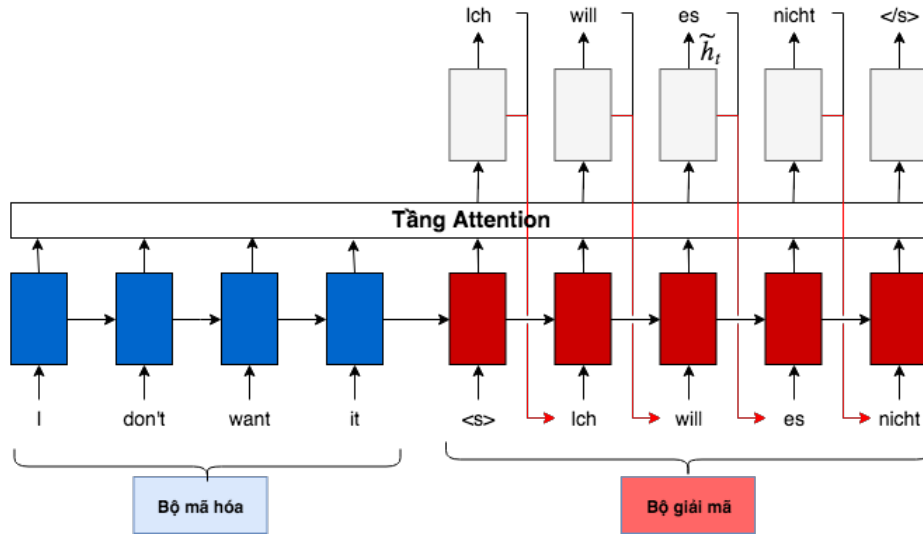 Ich will es nicht </s>
h̃ₜ
Tầng Attention
I don't want it <s> Ich will es nicht
Bộ mã hóa Bộ giải mã